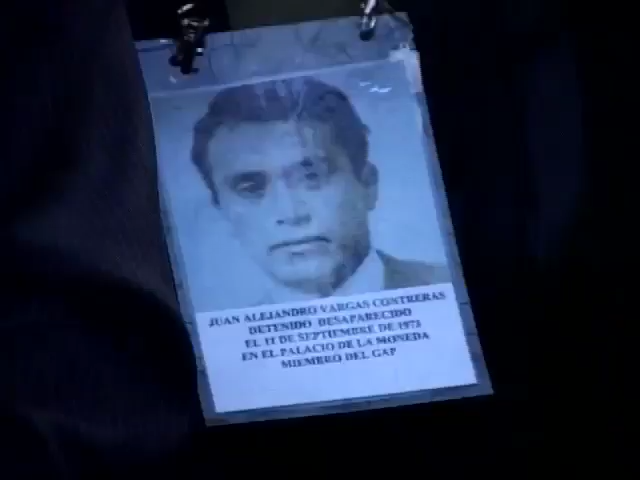 JUAN ALEJANDRO VARGAS CONTRERAS
DETENIDO DESAPARECIDO
EL 11 DE SEPTIEMBRE DE 1973
EN EL PALACIO DE LA MONEDA
MIEMBRO DEL GAP